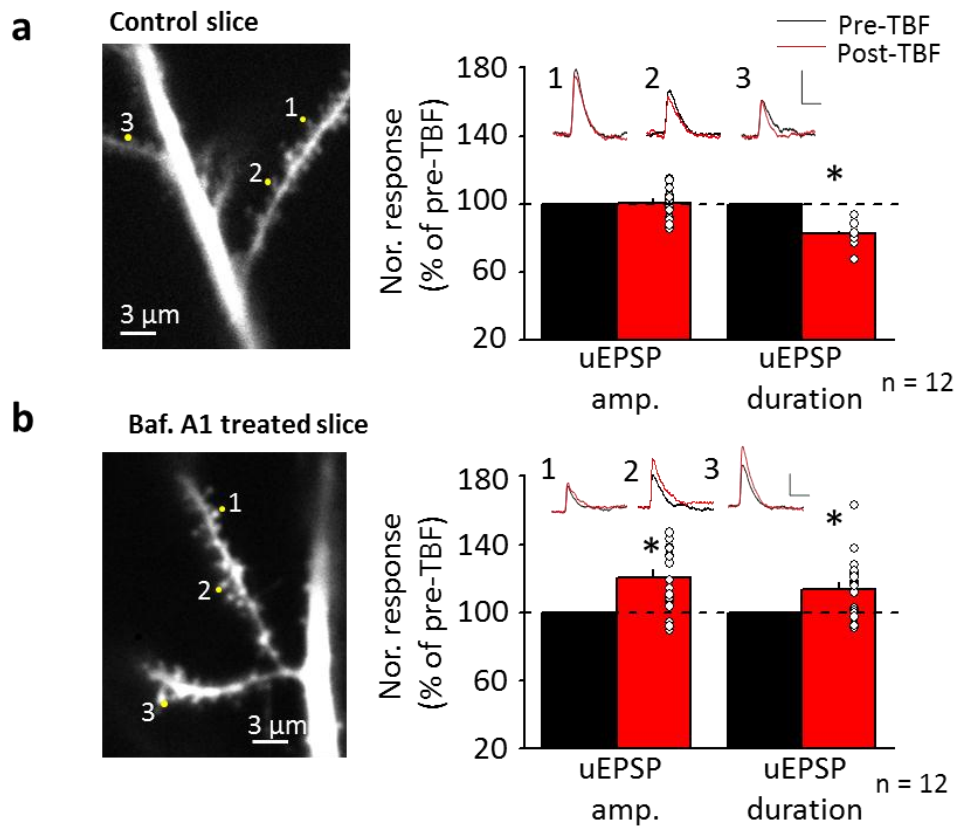 a
Control slice
1
2
3
3 µm
Pre-TBF
Post-TBF
Nor. response
(% of pre-TBF)
180
140
100
60
20
1
2
3
*
uEPSP
amp.
uEPSP
duration
n = 12
b
Baf. A1 treated slice
1
2
3
3 µm
Nor. response
(% of pre-TBF)
180
140
100
60
20
1
2
3
*
*
uEPSP
amp.
uEPSP
duration
n = 12